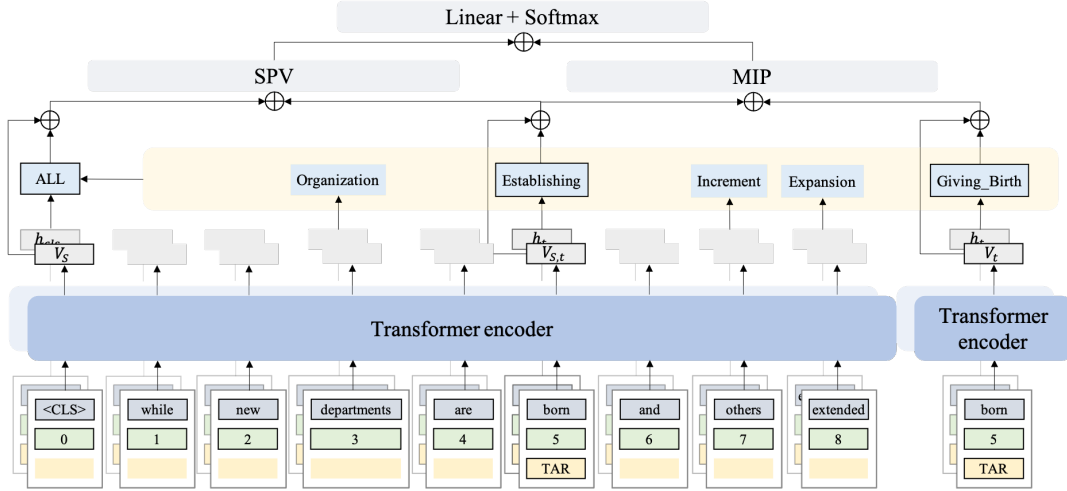 Linear + Softmax
SPV
MIP
ALL
Organization
Establishing
Increment
Expansion
Giving_Birth
h_cls
V_S
h_t
V_{S,t}
h_t
V_t
Transformer encoder
Transformer
encoder
<CLS> while new departments are born and others extended born
0 1 2 3 4 5 6 7 8 5
TAR TAR